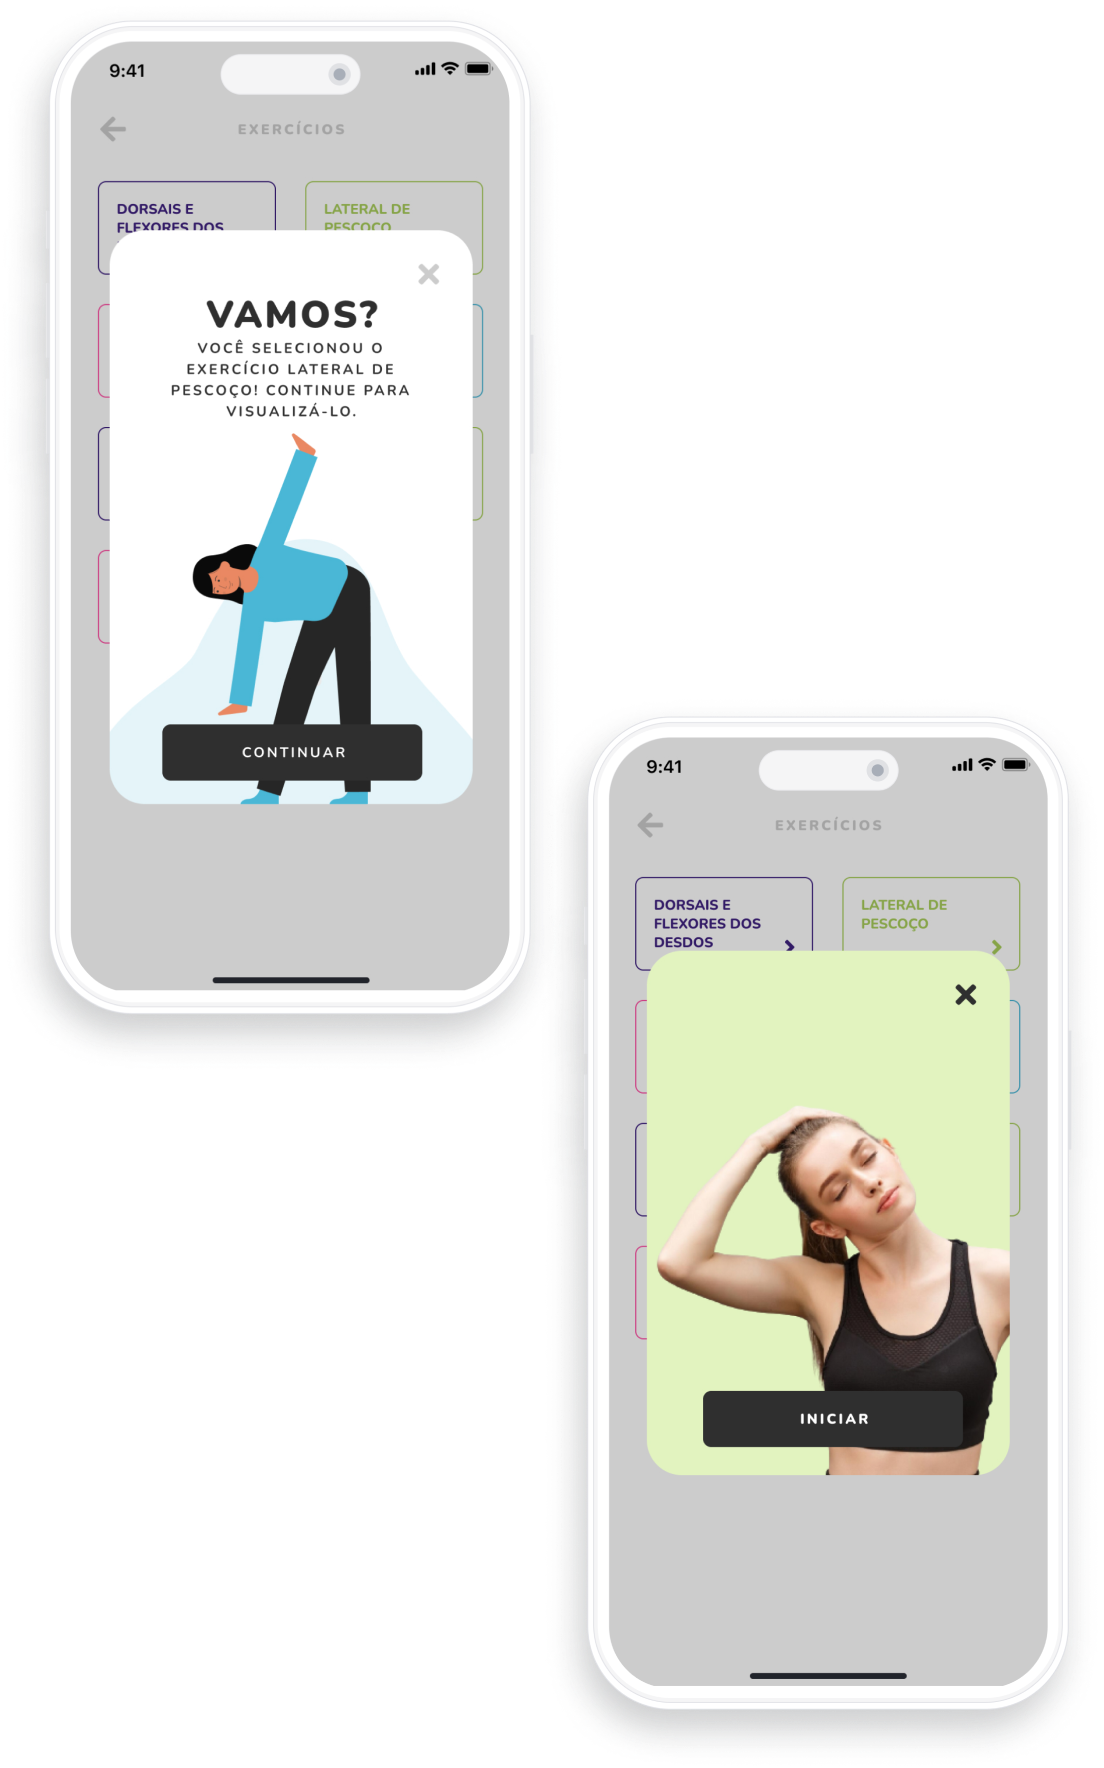 9:41
EXERCÍCIOS
DORSAIS E
FLEXORES DOS
LATERAL DE
PESCOÇO
VAMOS?
VOCÊ SELECIONOU O
EXERCÍCIO LATERAL DE
PESCOÇO! CONTINUE PARA
VISUALIZÁ-LO.
CONTINUAR
9:41
EXERCÍCIOS
DORSAIS E
FLEXORES DOS
DESDOS
LATERAL DE
PESCOÇO
INICIAR